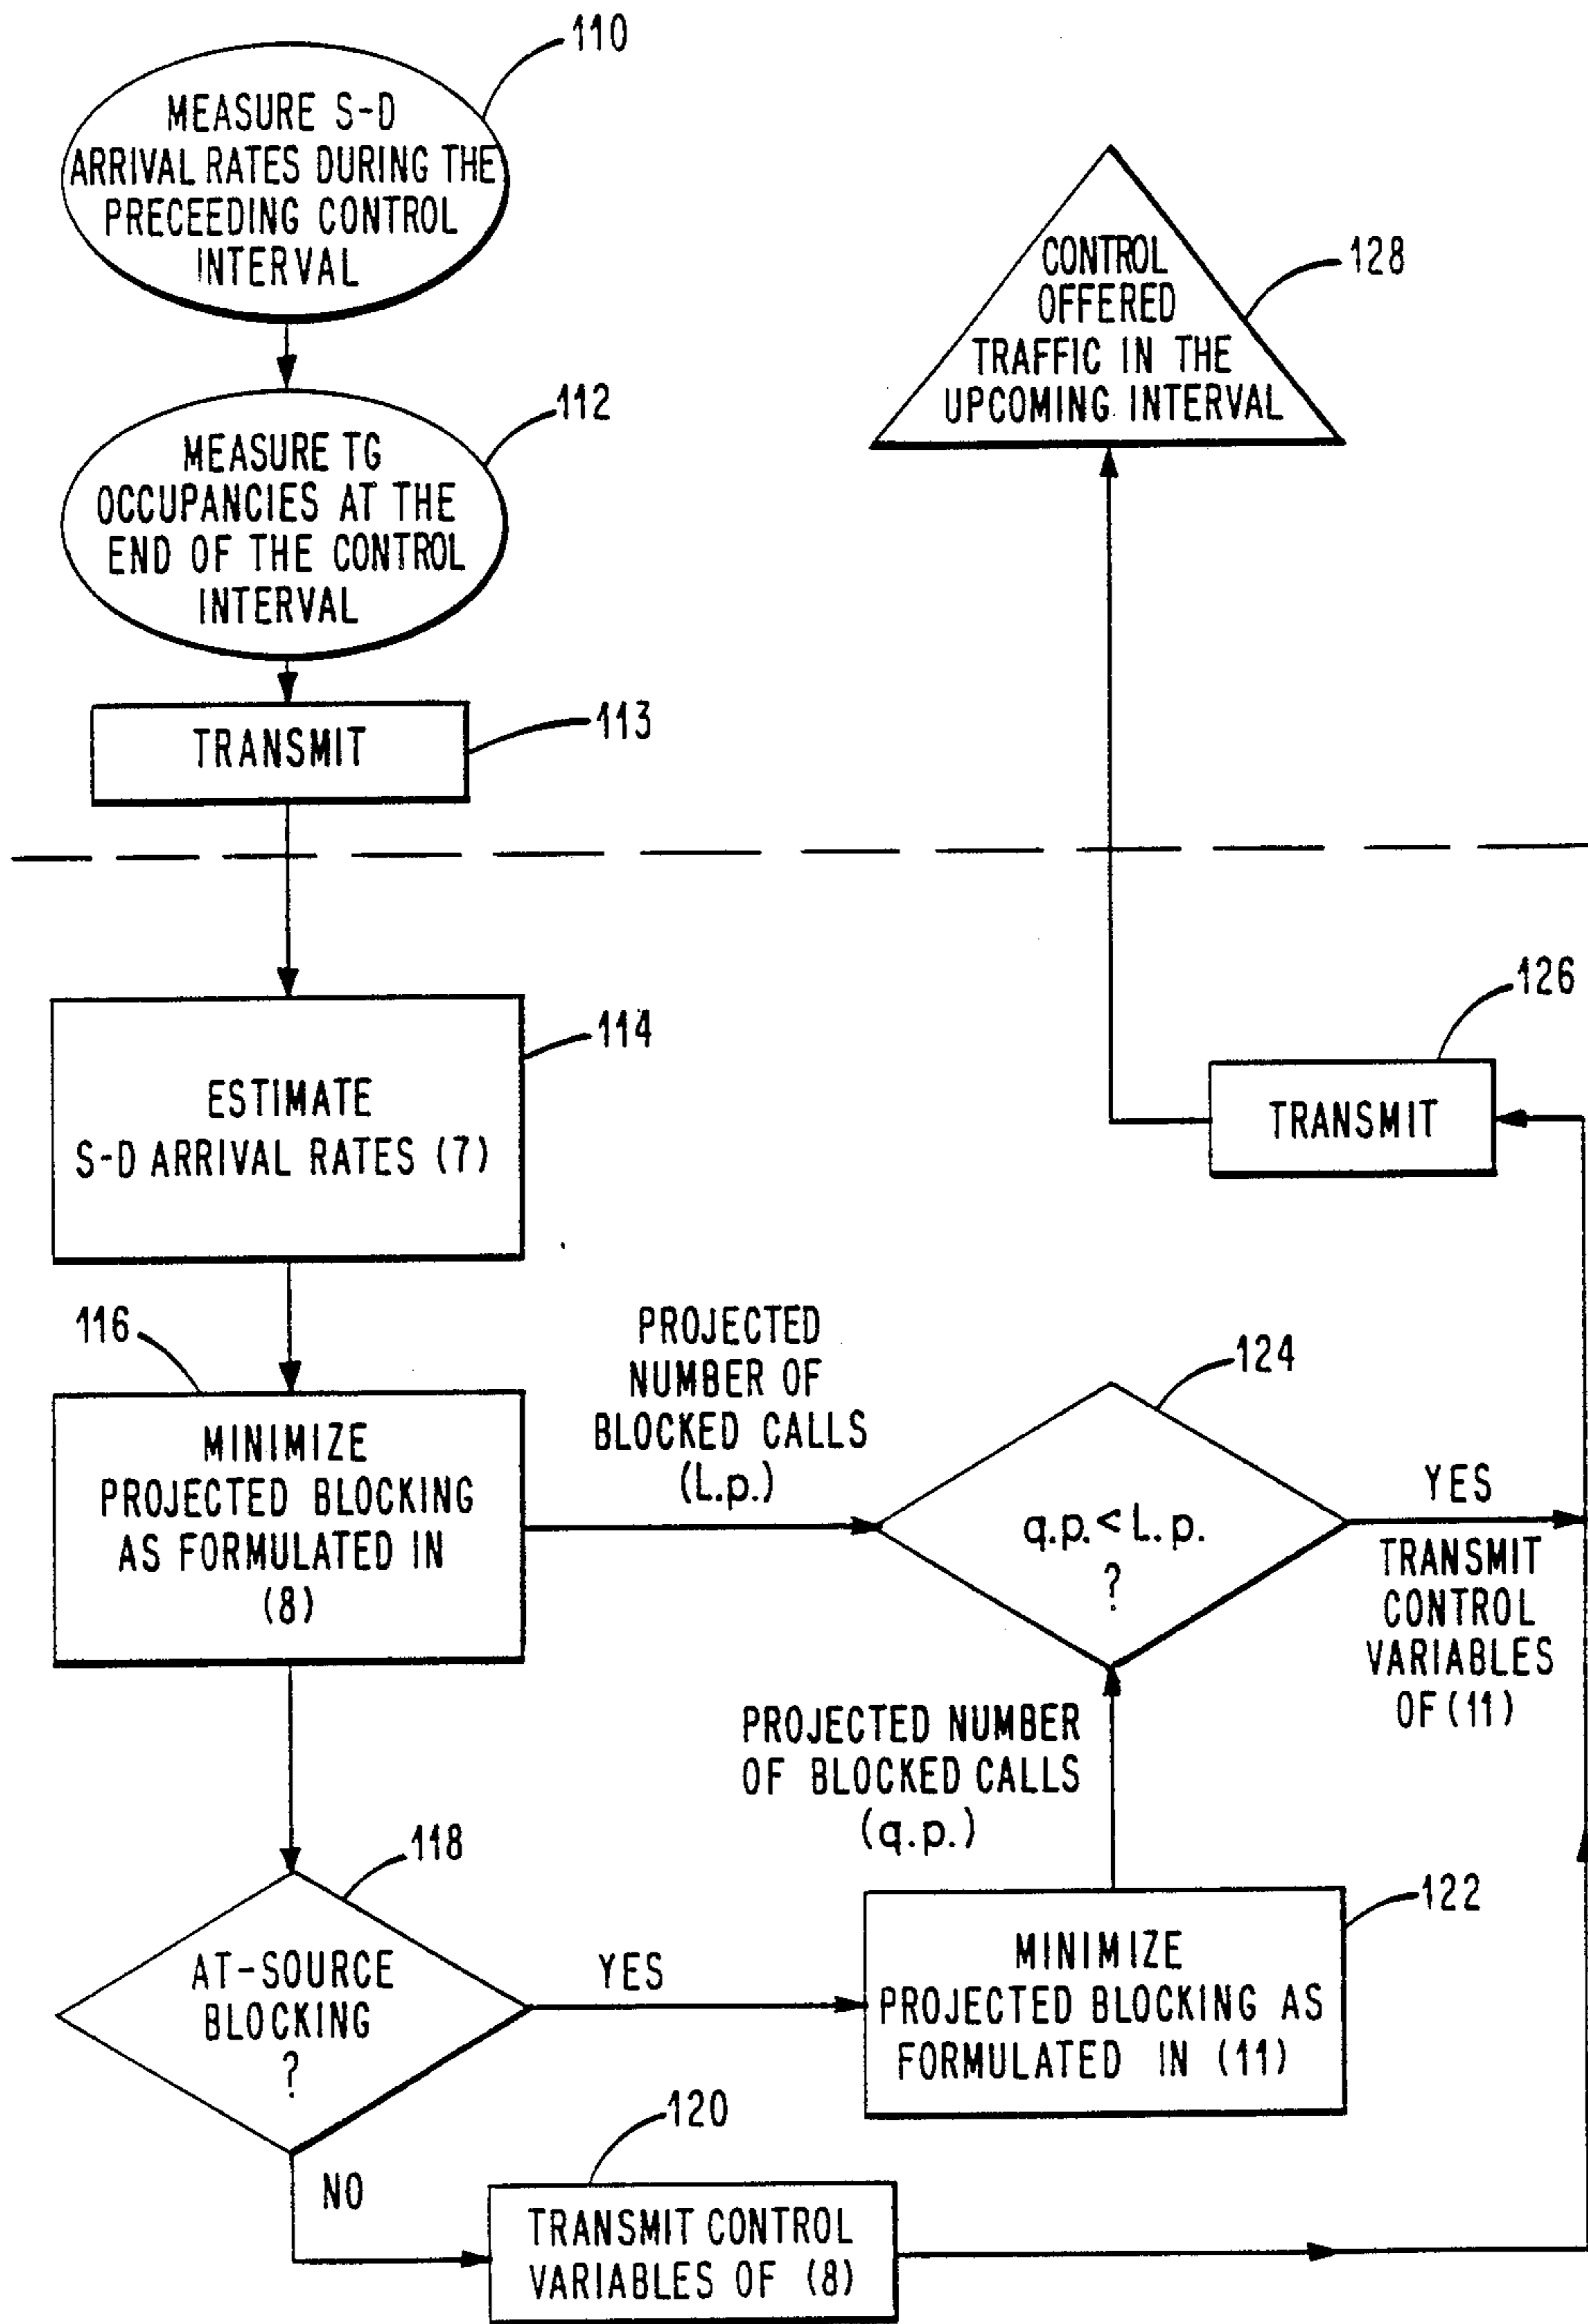 110
MEASURE S-D
ARRIVAL RATES DURING THE
PRECEEDING CONTROL
INTERVAL
112
MEASURE TG
OCCUPANCIES AT THE
END OF THE CONTROL
INTERVAL
113
TRANSMIT
128
CONTROL
OFFERED
TRAFFIC IN THE
UPCOMING INTERVAL
114
ESTIMATE
S-D ARRIVAL RATES (7)
126
TRANSMIT
116
MINIMIZE
PROJECTED BLOCKING
AS FORMULATED IN
(8)
PROJECTED
NUMBER OF
BLOCKED CALLS
(L.p.)
124
q.p. < L.p.
?
YES
TRANSMIT
CONTROL
VARIABLES
OF (11)
PROJECTED NUMBER
OF BLOCKED CALLS
(q.p.)
118
AT-SOURCE
BLOCKING
?
YES
122
MINIMIZE
PROJECTED BLOCKING AS
FORMULATED IN (11)
NO
120
TRANSMIT CONTROL
VARIABLES OF (8)